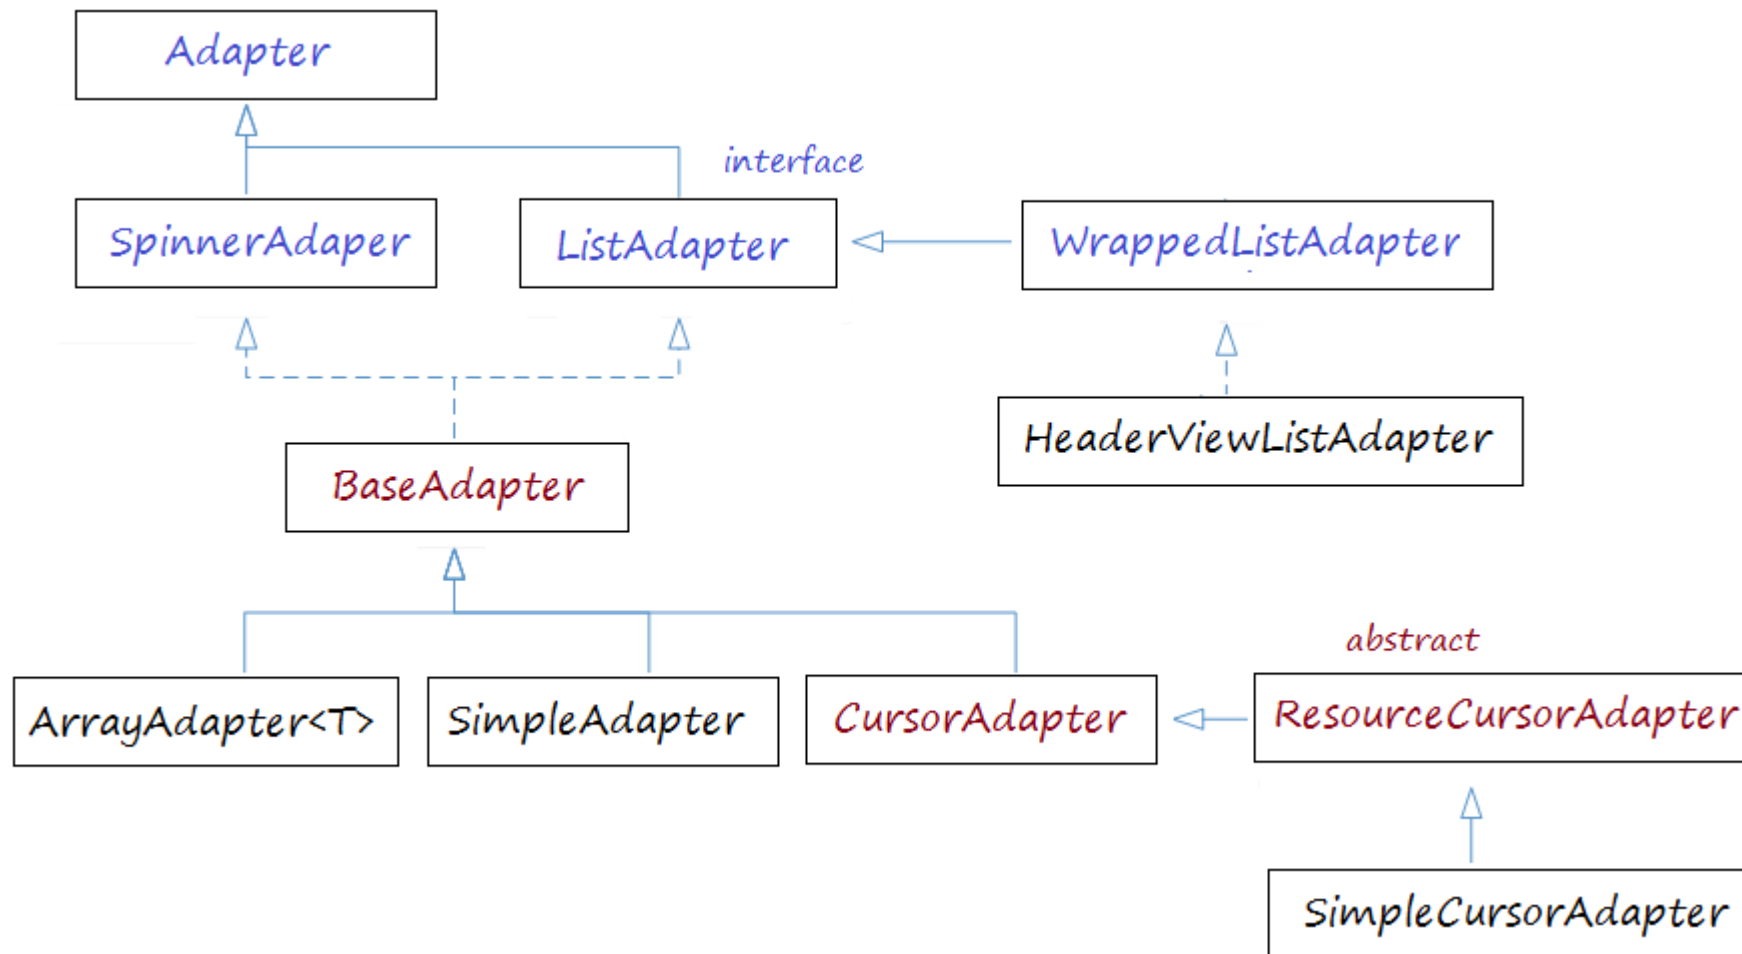 Adapter
interface
SpinnerAdaper
ListAdapter
WrappedListAdapter
HeaderViewListAdapter
BaseAdapter
abstract
ArrayAdapter<T>
SimpleAdapter
CursorAdapter
ResourceCursorAdapter
SimpleCursorAdapter